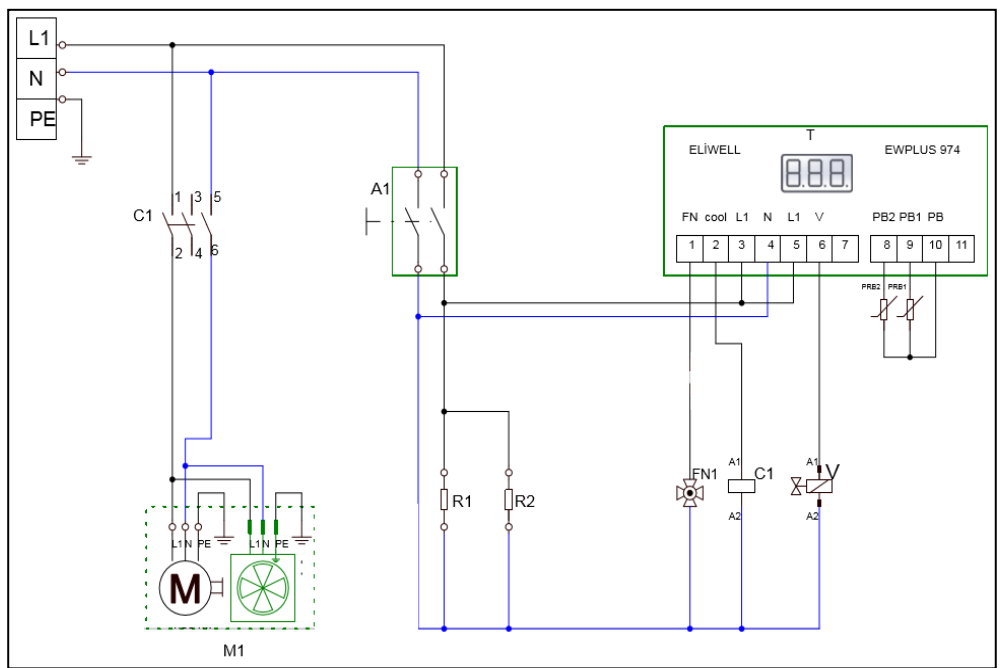 L1
N
PE
T
ELİWELL
EWPLUS 974
A1
FN cool L1 N L1 V
PB2 PB1 PB
1 2 3 4 5 6 7
8 9 10 11
C1
1 3 5
2 4 6
PRB2 PRB1
R1
R2
FN1
A1
C1
A2
A1
V
A2
L1 N PE
L1 N PE
M
M1